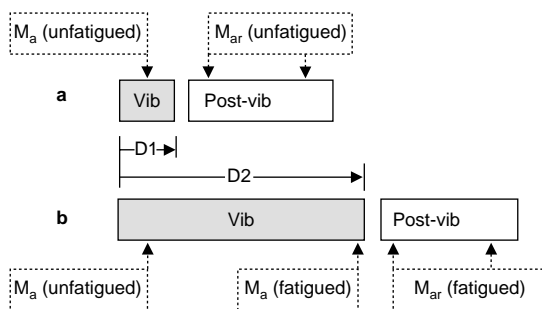 Mₐ (unfatigued) Mₐᵣ (unfatigued)
a
Vib Post-vib
D1
D2
b
Vib Post-vib
Mₐ (unfatigued) Mₐ (fatigued) Mₐᵣ (fatigued)